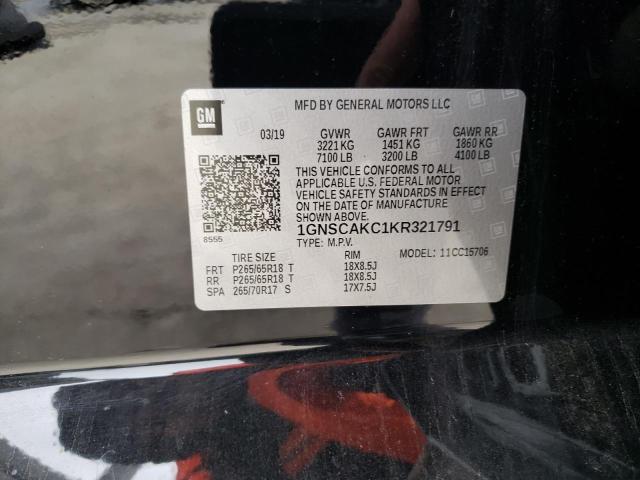 GM
MFD BY GENERAL MOTORS LLC
03/19 GVWR GAWR FRT GAWR RR
3221 KG 1451 KG 1860 KG
7100 LB 3200 LB 4100 LB
THIS VEHICLE CONFORMS TO ALL
APPLICABLE U.S. FEDERAL MOTOR
VEHICLE SAFETY STANDARDS IN EFFECT
ON THE DATE OF MANUFACTURE
SHOWN ABOVE.
8555
1GNSCAKC1KR321791
TYPE: M.P.V. MODEL: 11CC15706
TIRE SIZE RIM
FRT P265/65R18 T 18X8.5J
RR P265/65R18 T 18X8.5J
SPA 265/70R17 S 17X7.5J